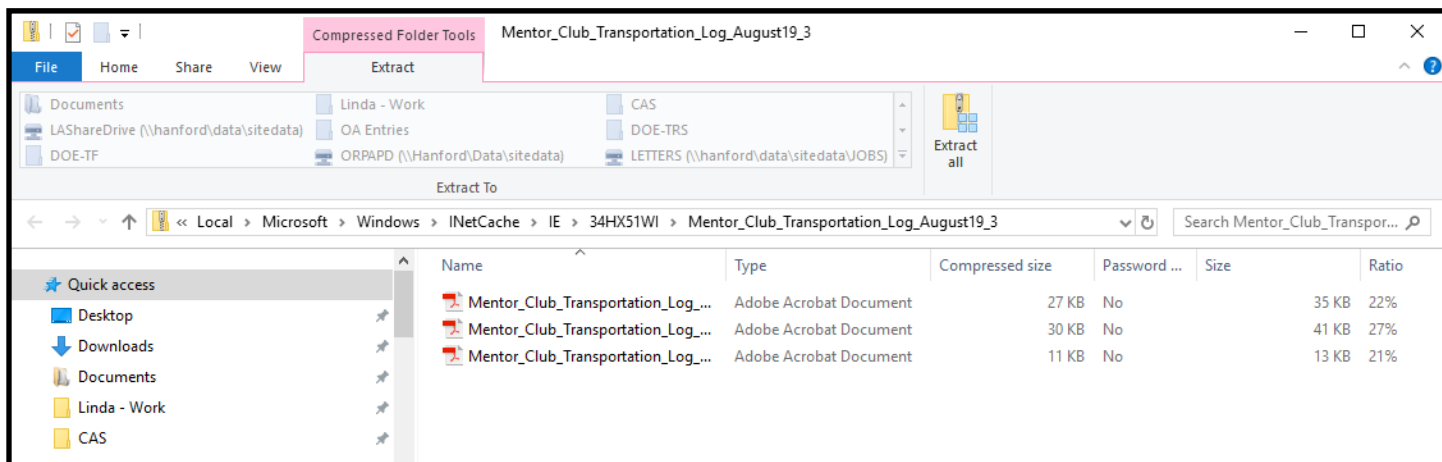 Compressed Folder Tools Mentor_Club_Transportation_Log_August19_3
File Home Share View Extract
Documents Linda - Work CAS
LAShareDrive (\\hanford\data\sitedata) OA Entries DOE-TRS
DOE-TF ORPAPD (\\Hanford\Data\sitedata) LETTERS (\\hanford\data\sitedata\JOBS)
Extract all
Extract To
« Local > Microsoft > Windows > INetCache > IE > 34HX51WI > Mentor_Club_Transportation_Log_August19_3 Search Mentor_Club_Transpor...
Name Type Compressed size Password ... Size Ratio
Quick access
Mentor_Club_Transportation_Log_... Adobe Acrobat Document 27 KB No 35 KB 22%
Desktop
Mentor_Club_Transportation_Log_... Adobe Acrobat Document 30 KB No 41 KB 27%
Downloads
Mentor_Club_Transportation_Log_... Adobe Acrobat Document 11 KB No 13 KB 21%
Documents
Linda - Work
CAS